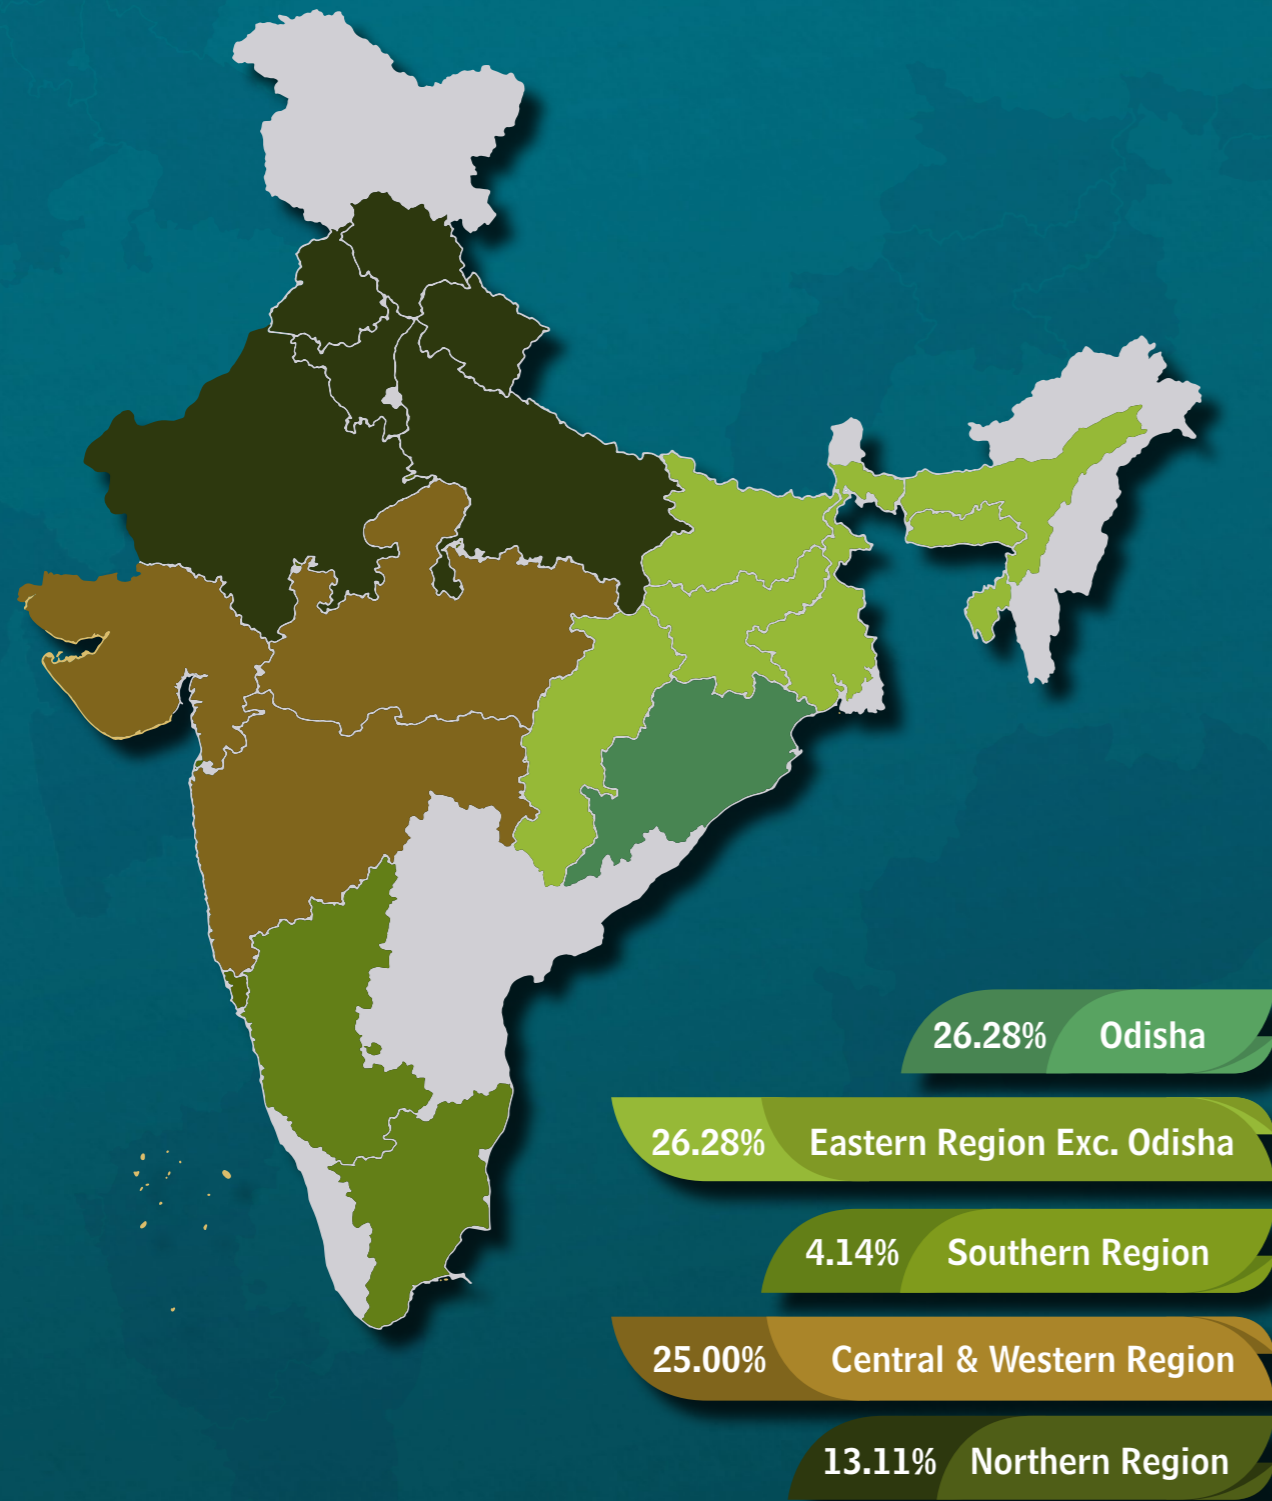 26.28% Odisha
26.28% Eastern Region Exc. Odisha
4.14% Southern Region
25.00% Central & Western Region
13.11% Northern Region